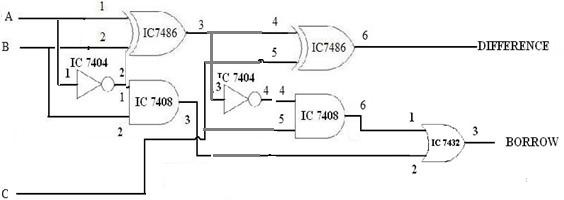 A 1 3 4 6
IC7486 IC7486 DIFFERENCE
B 2 5
IC 7404 IC 7404
1 2 3 4 4 6
1 IC 7408 IC 7408 1
2 3 5 IC 7432 3 BORROW
2
C